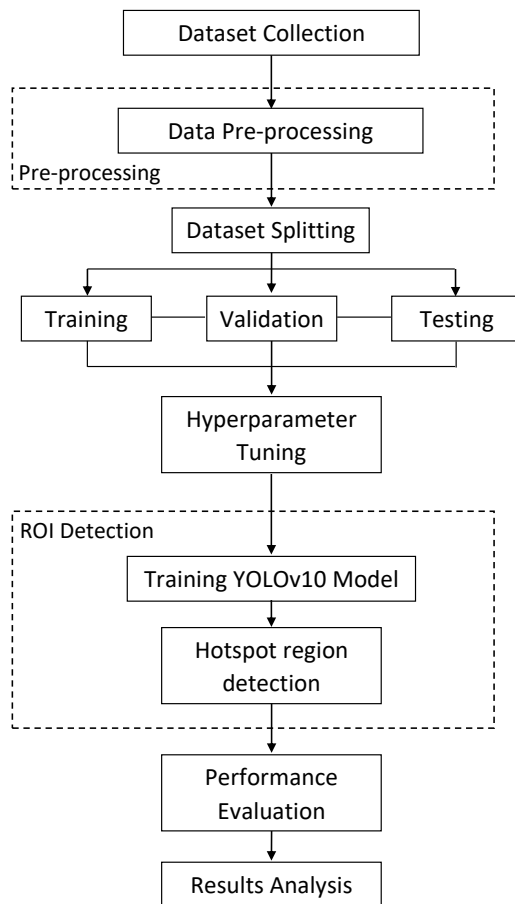 Dataset Collection
Data Pre-processing
Pre-processing
Dataset Splitting
Training
Validation
Testing
Hyperparameter
Tuning
ROI Detection
Training YOLOv10 Model
Hotspot region
detection
Performance
Evaluation
Results Analysis